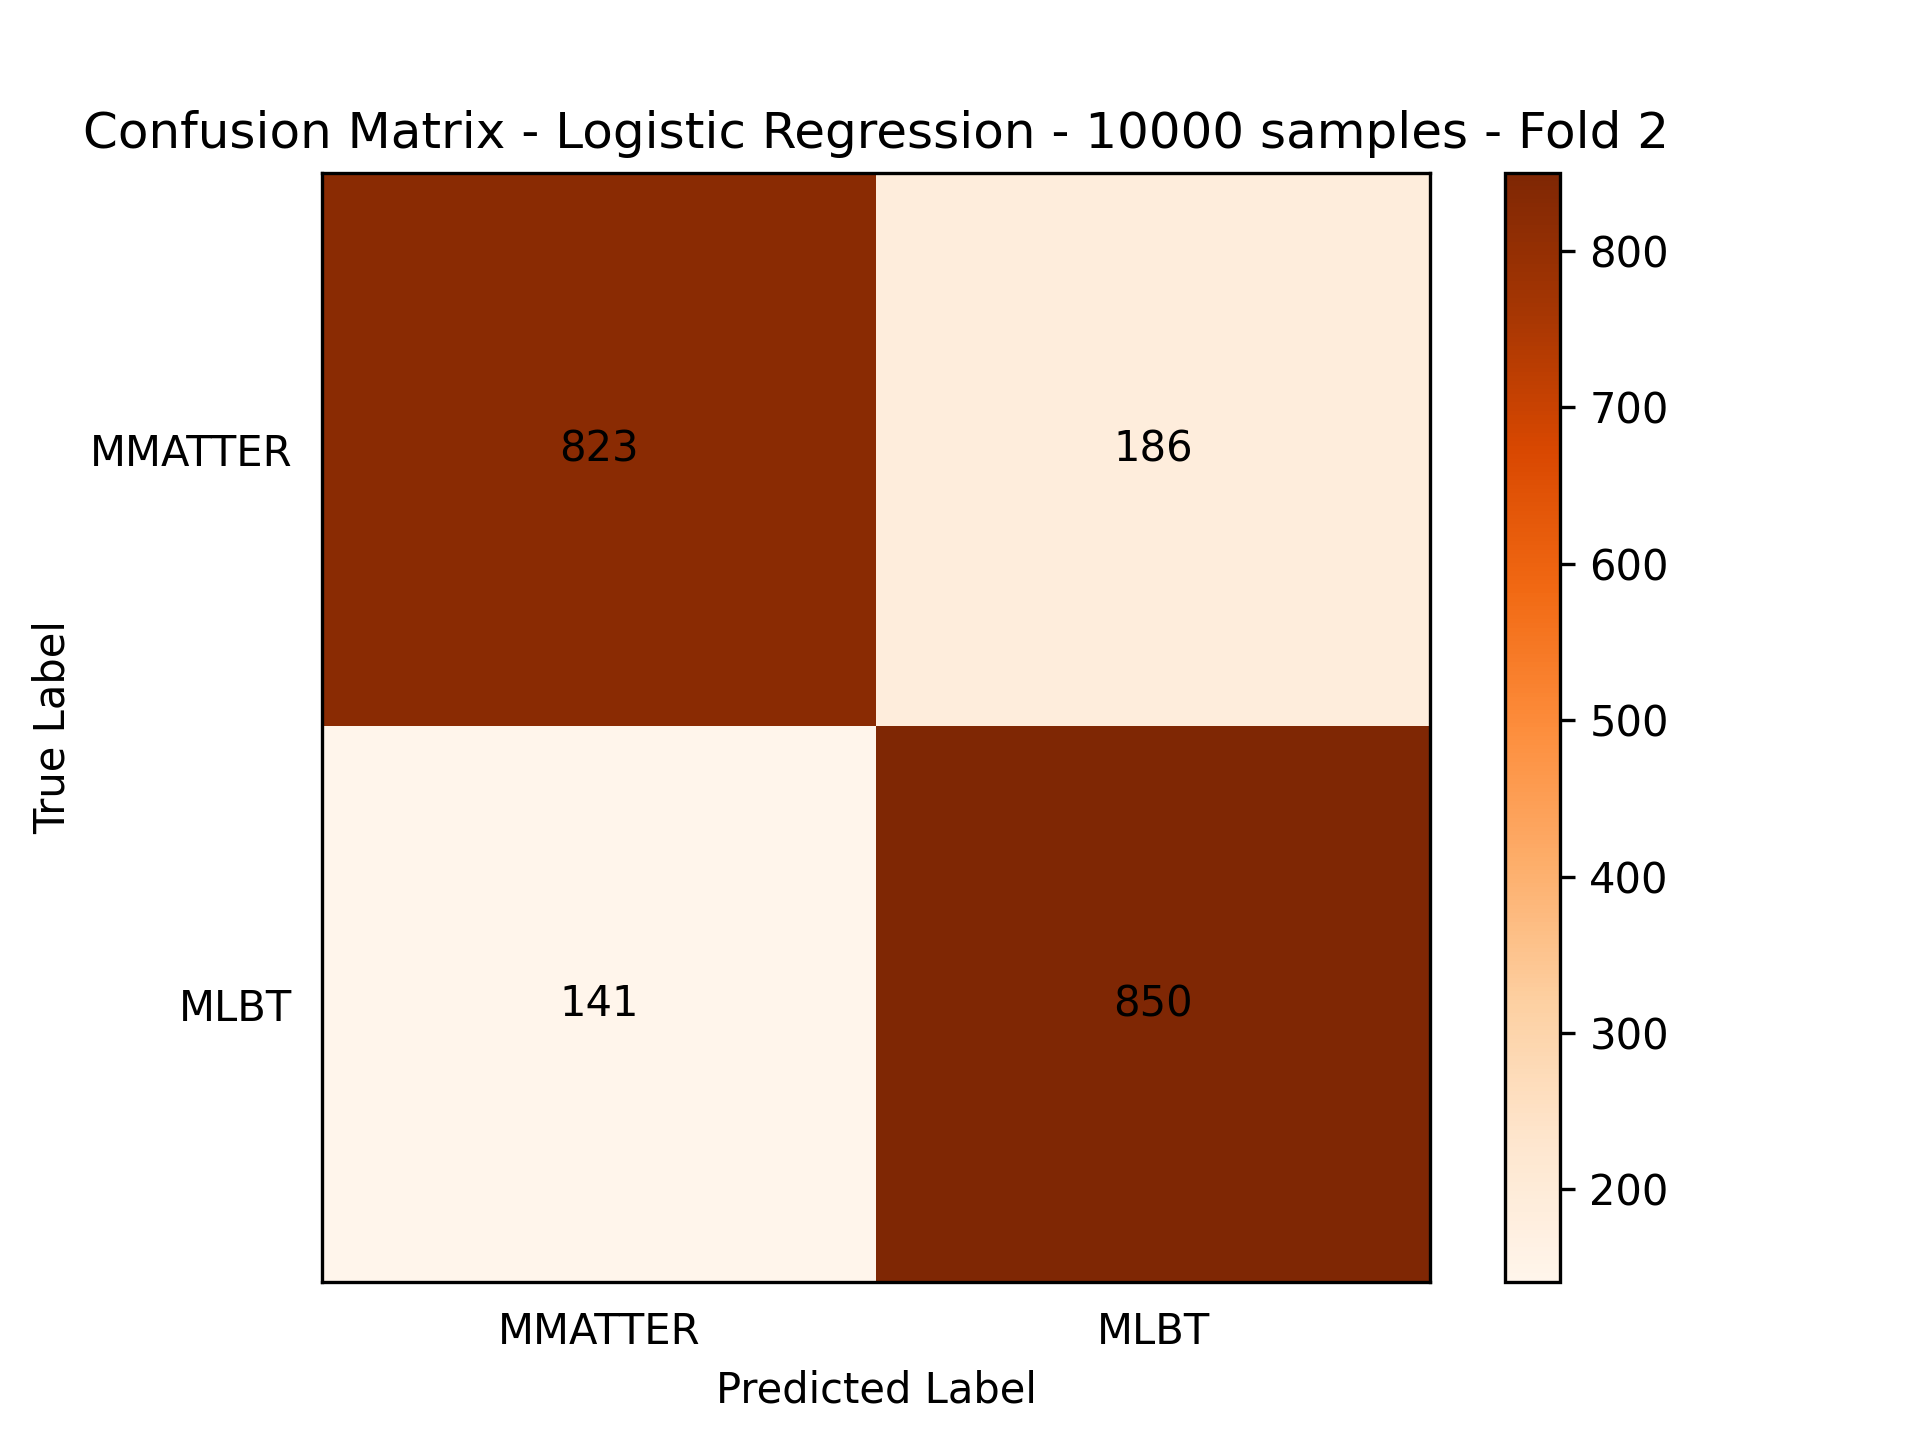 Confusion Matrix - Logistic Regression - 10000 samples - Fold 2
MMATTER
823
186
MLBT
141
850
True Label
MMATTER
MLBT
Predicted Label
800
700
600
500
400
300
200